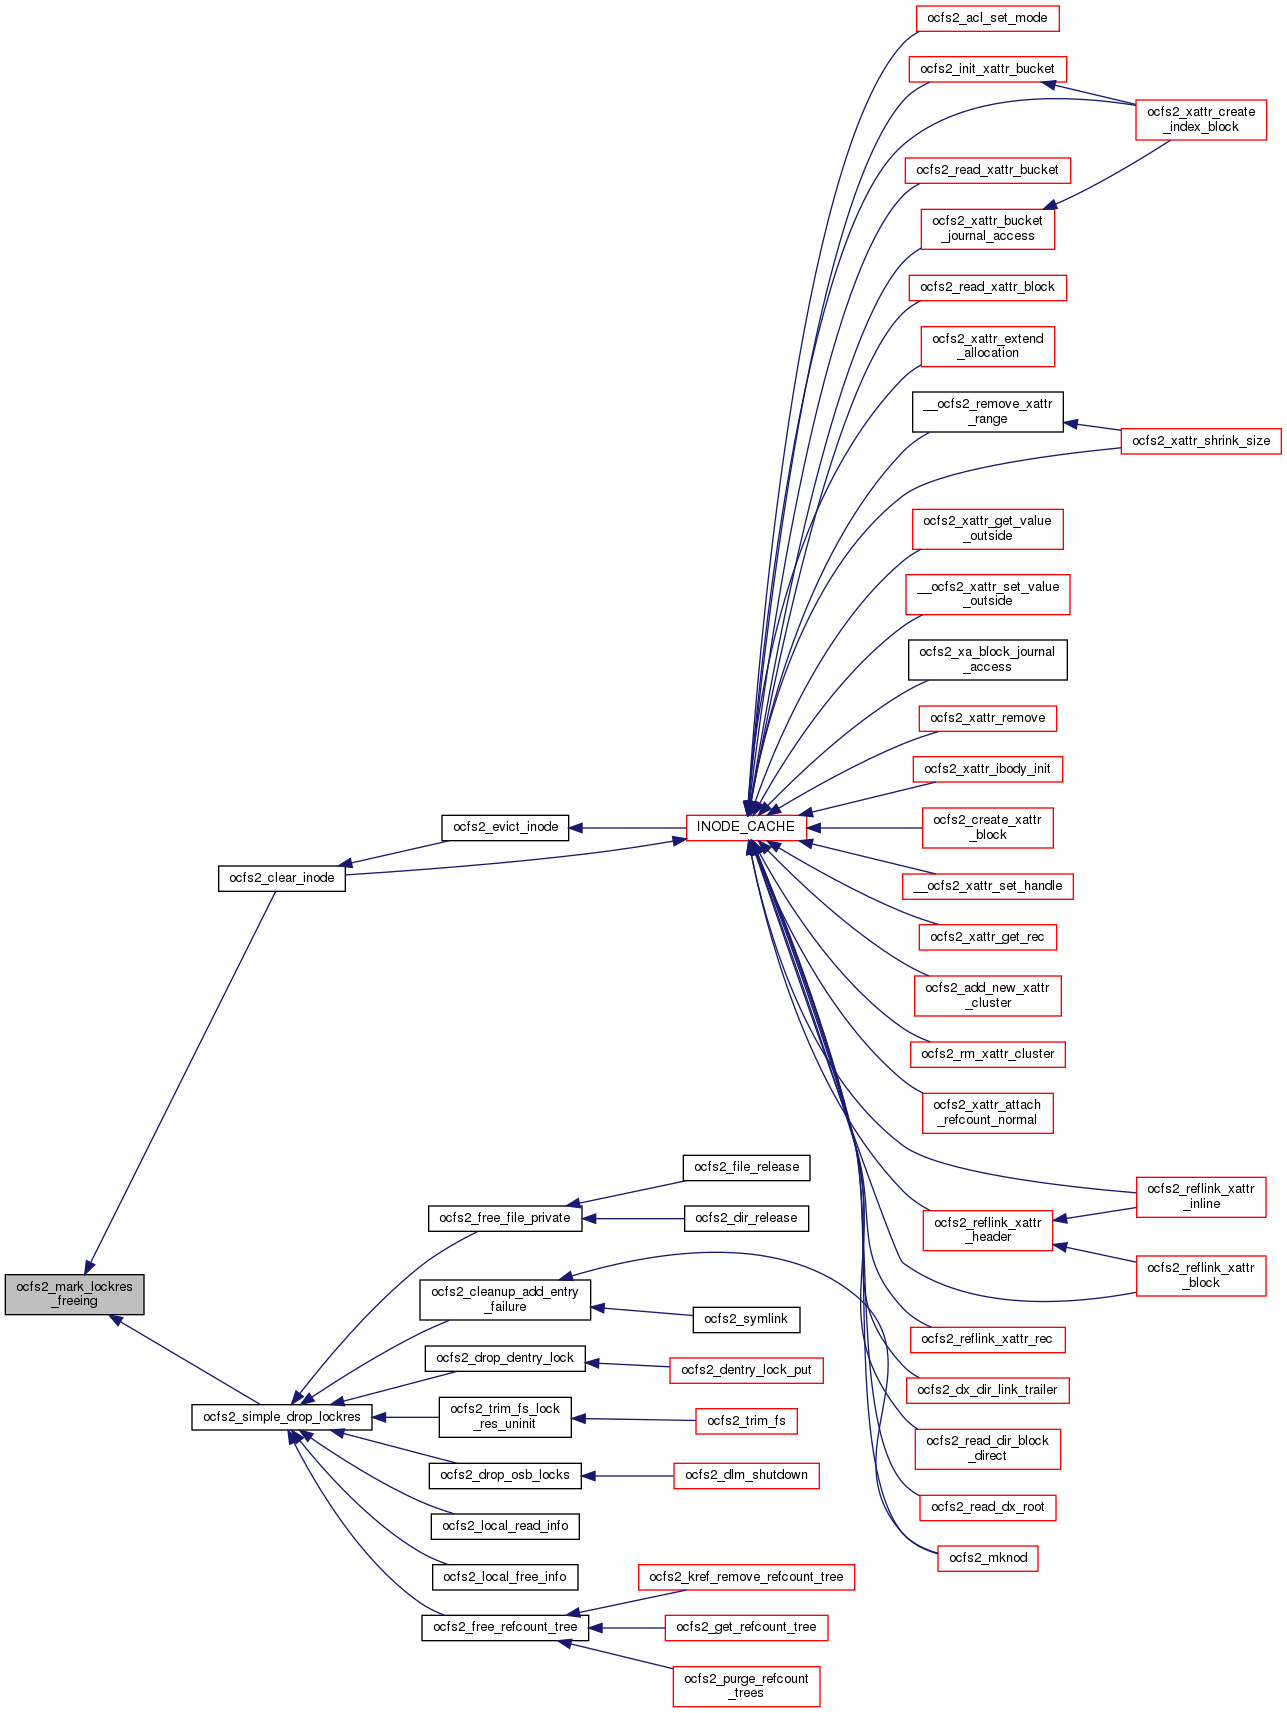 ocfs2_acl_set_mode
ocfs2_init_xattr_bucket
ocfs2_xattr_create
_index_block
ocfs2_read_xattr_bucket
ocfs2_xattr_bucket
_journal_access
ocfs2_read_xattr_block
ocfs2_xattr_extend
_allocation
__ocfs2_remove_xattr
_range
ocfs2_xattr_shrink_size
ocfs2_xattr_get_value
_outside
__ocfs2_xattr_set_value
_outside
ocfs2_xa_block_journal
_access
ocfs2_xattr_remove
ocfs2_xattr_ibody_init
ocfs2_evict_inode
INODE_CACHE
ocfs2_create_xattr
_block
ocfs2_clear_inode
__ocfs2_xattr_set_handle
ocfs2_xattr_get_rec
ocfs2_add_new_xattr
_cluster
ocfs2_rm_xattr_cluster
ocfs2_xattr_attach
_refcount_normal
ocfs2_file_release
ocfs2_reflink_xattr
_inline
ocfs2_free_file_private
ocfs2_dir_release
ocfs2_reflink_xattr
_header
ocfs2_reflink_xattr
_block
ocfs2_mark_lockres
_freeing
ocfs2_cleanup_add_entry
_failure
ocfs2_symlink
ocfs2_reflink_xattr_rec
ocfs2_drop_dentry_lock
ocfs2_dentry_lock_put
ocfs2_dx_dir_link_trailer
ocfs2_simple_drop_lockres
ocfs2_trim_fs_lock
_res_uninit
ocfs2_trim_fs
ocfs2_read_dir_block
_direct
ocfs2_drop_osb_locks
ocfs2_dlm_shutdown
ocfs2_read_dx_root
ocfs2_local_read_info
ocfs2_mknod
ocfs2_local_free_info
ocfs2_kref_remove_refcount_tree
ocfs2_free_refcount_tree
ocfs2_get_refcount_tree
ocfs2_purge_refcount
_trees